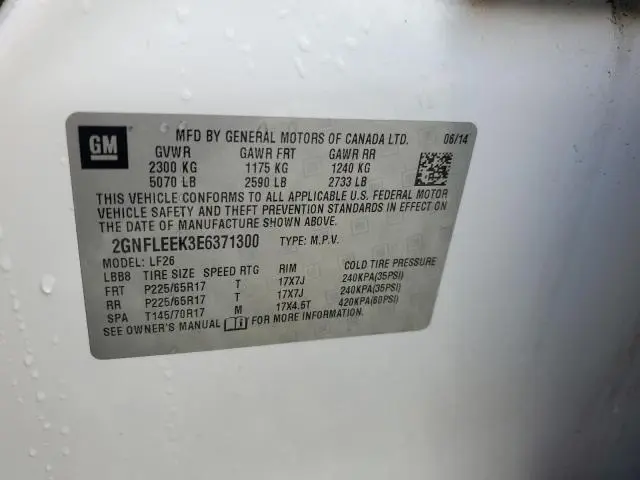 GM MFD BY GENERAL MOTORS OF CANADA LTD. 06/14
GVWR GAWR FRT GAWR RR
2300 KG 1175 KG 1240 KG
5070 LB 2590 LB 2733 LB
THIS VEHICLE CONFORMS TO ALL APPLICABLE U.S. FEDERAL MOTOR
VEHICLE SAFETY AND THEFT PREVENTION STANDARDS IN EFFECT ON
THE DATE OF MANUFACTURE SHOWN ABOVE.
2GNFLEEK3E6371300 TYPE: M.P.V.
MODEL: LF26
LBB8 TIRE SIZE SPEED RTG RIM COLD TIRE PRESSURE
FRT P225/65R17 T 17X7J 240KPA(35PSI)
RR P225/65R17 T 17X7J 240KPA(35PSI)
SPA T145/70R17 M 17X4.5T 420KPA(60PSI)
SEE OWNER'S MANUAL FOR MORE INFORMATION.